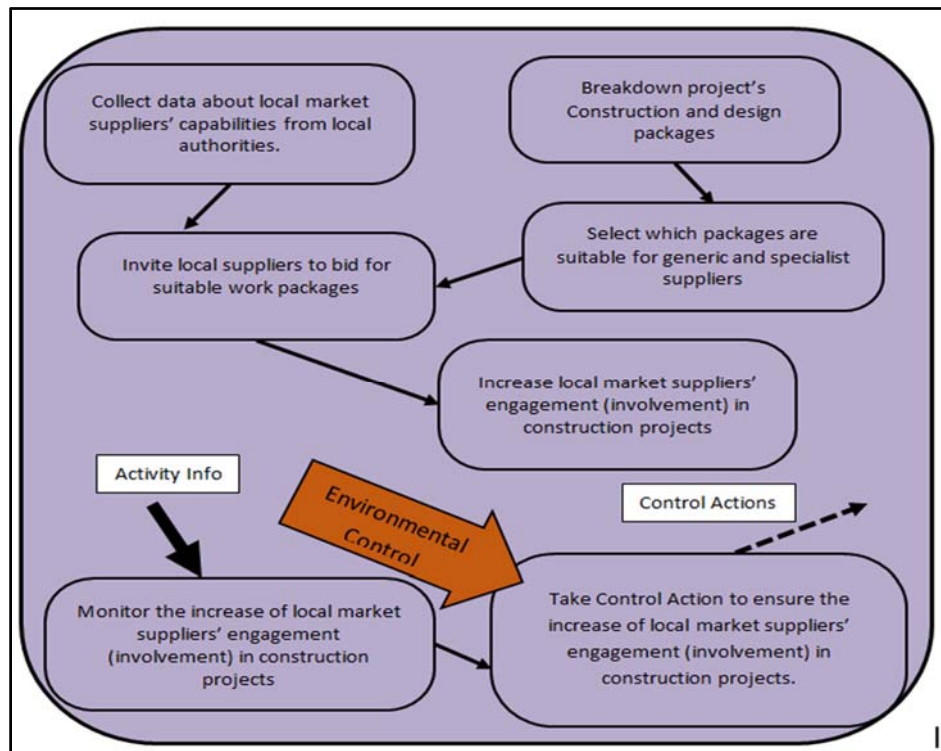 Collect data about local market
suppliers’ capabilities from local
authorities.
Breakdown project’s
Construction and design
packages
Invite local suppliers to bid for
suitable work packages
Select which packages are
suitable for generic and specialist
suppliers
Increase local market suppliers’
engagement (involvement) in
construction projects
Activity Info
Environmental
Control
Control Actions
Monitor the increase of local market
suppliers’ engagement
(involvement) in construction
projects
Take Control Action to ensure the
increase of local market suppliers’
engagement (involvement) in
construction projects.